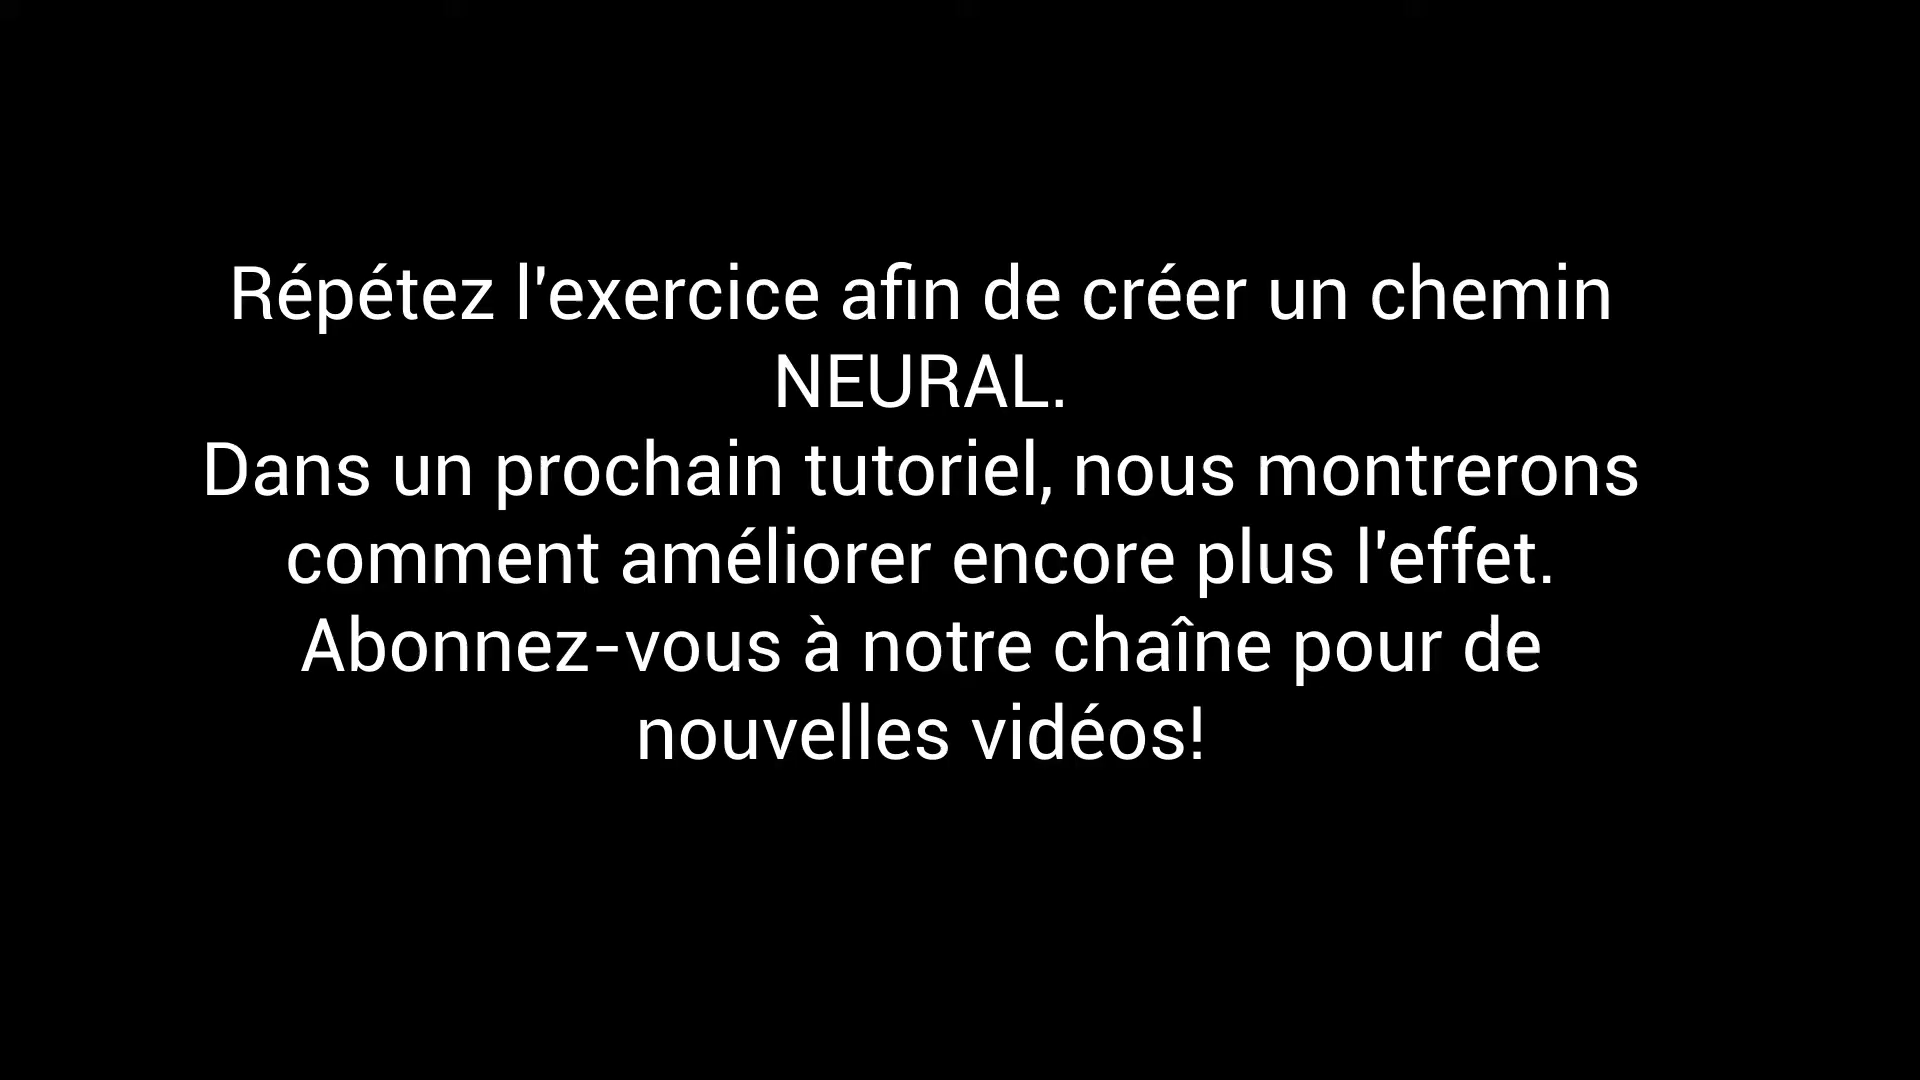 Répétez l'exercice afin de créer un chemin
NEURAL.
Dans un prochain tutoriel, nous montrerons
comment améliorer encore plus l'effet.
Abonnez-vous à notre chaîne pour de
nouvelles vidéos!